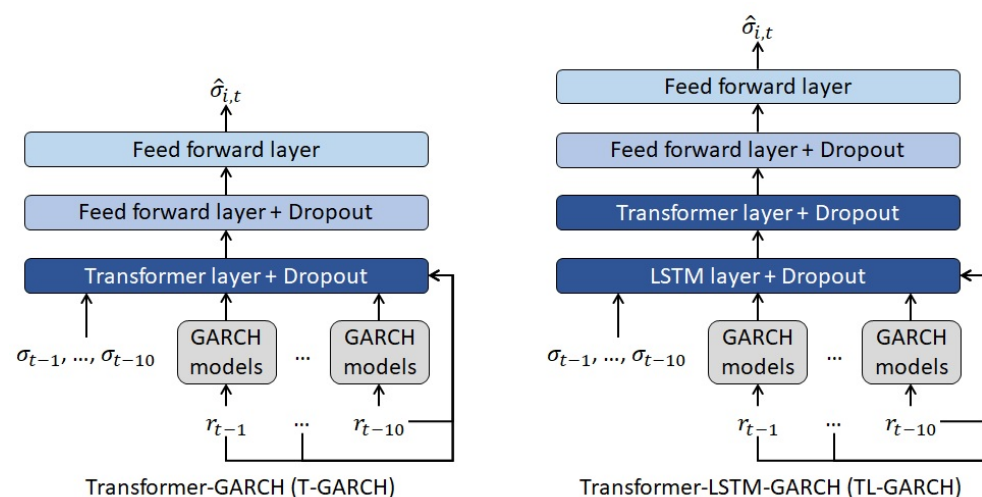 σ̂ᵢ,ₜ
Feed forward layer
Feed forward layer + Dropout
Transformer layer + Dropout
σₜ₋₁, …, σₜ₋₁₀
GARCH
models
...
GARCH
models
rₜ₋₁
...
rₜ₋₁₀
Transformer-GARCH (T-GARCH)
σ̂ᵢ,ₜ
Feed forward layer
Feed forward layer + Dropout
Transformer layer + Dropout
LSTM layer + Dropout
σₜ₋₁, …, σₜ₋₁₀
GARCH
models
...
GARCH
models
rₜ₋₁
...
rₜ₋₁₀
Transformer-LSTM-GARCH (TL-GARCH)